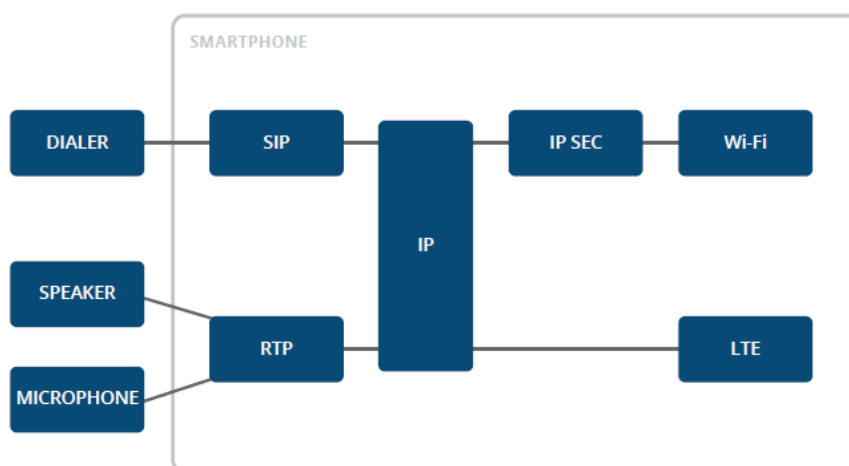 SMARTPHONE
DIALER
SIP
IP SEC
Wi-Fi
IP
SPEAKER
RTP
LTE
MICROPHONE